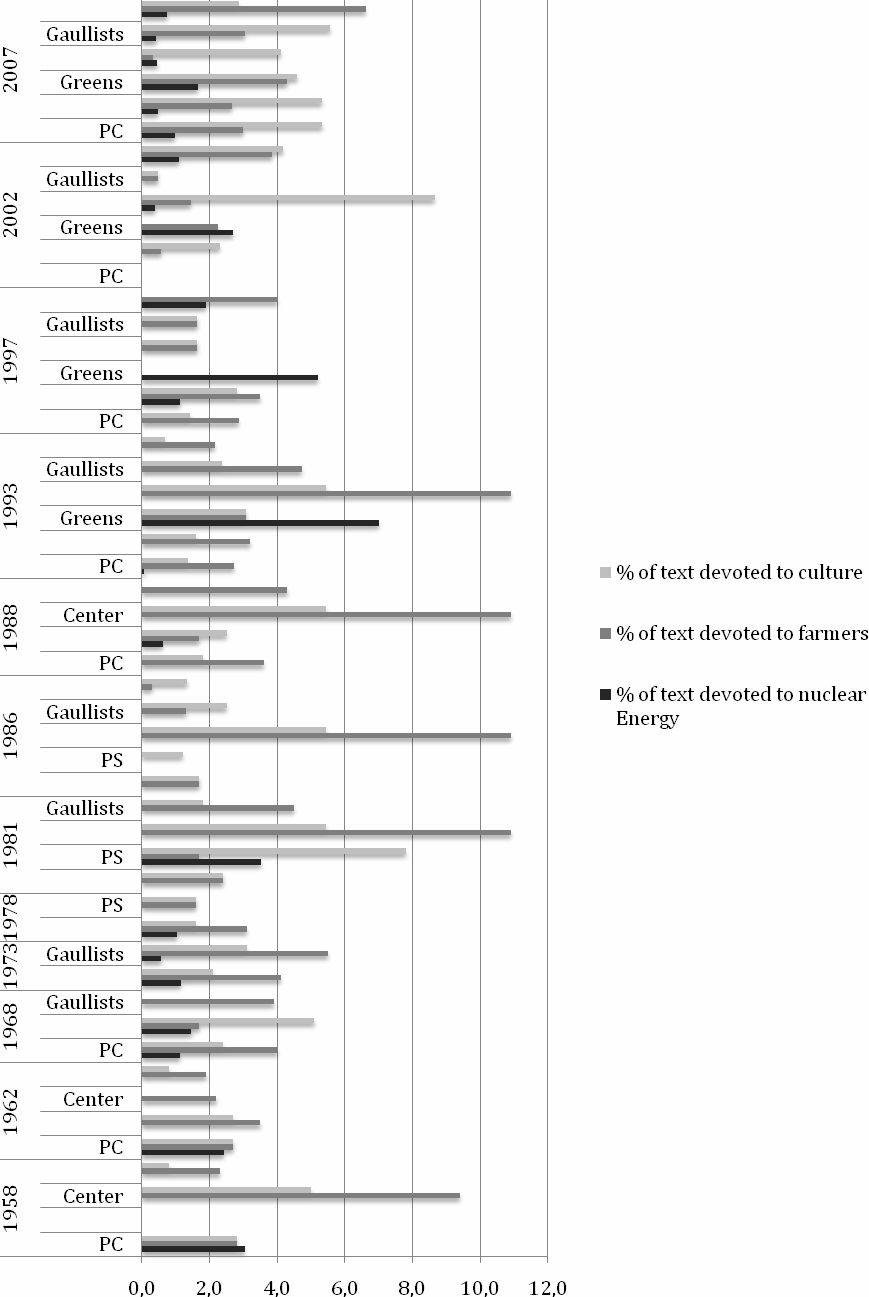 2007
Gaullists
Greens
PC
2002
Gaullists
Greens
PC
1997
Gaullists
Greens
PC
1993
Gaullists
Greens
PC
1988
Center
PC
1986
Gaullists
PS
1981
Gaullists
PS
1978
PS
1973
Gaullists
1968
Gaullists
PC
1962
Center
PC
1958
Center
PC
0,0 2,0 4,0 6,0 8,0 10,0 12,0
% of text devoted to culture
% of text devoted to farmers
% of text devoted to nuclear
Energy